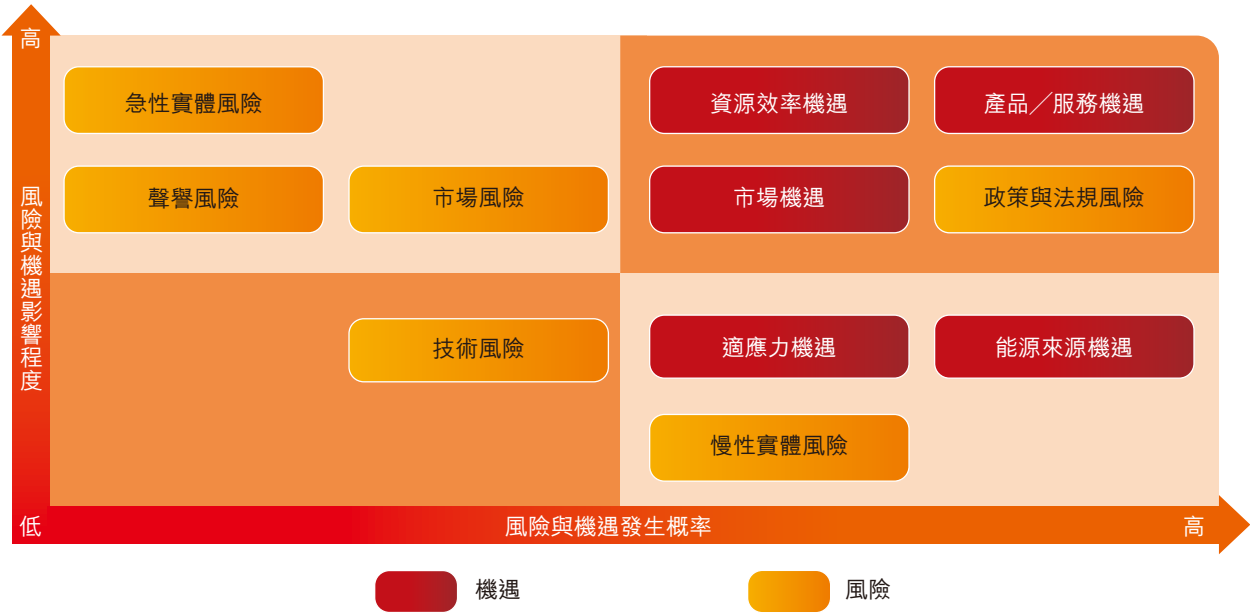 高
風險與機遇影響程度
低
急性實體風險
聲譽風險
市場風險
資源效率機遇
產品／服務機遇
市場機遇
政策與法規風險
技術風險
適應力機遇
能源來源機遇
慢性實體風險
風險與機遇發生概率
高
機遇
風險